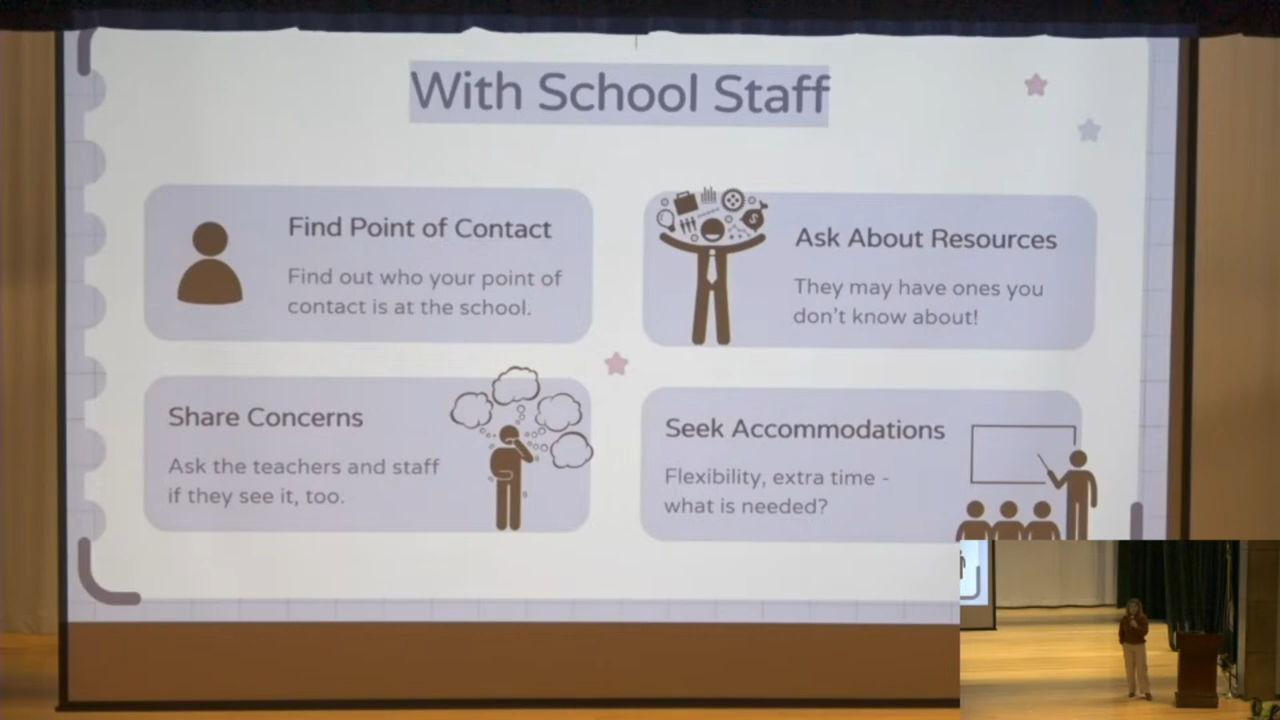 With School Staff
Find Point of Contact
Find out who your point of
contact is at the school.
Ask About Resources
They may have ones you
don't know about!
Share Concerns
Ask the teachers and staff
if they see it, too.
Seek Accommodations
Flexibility, extra time -
what is needed?